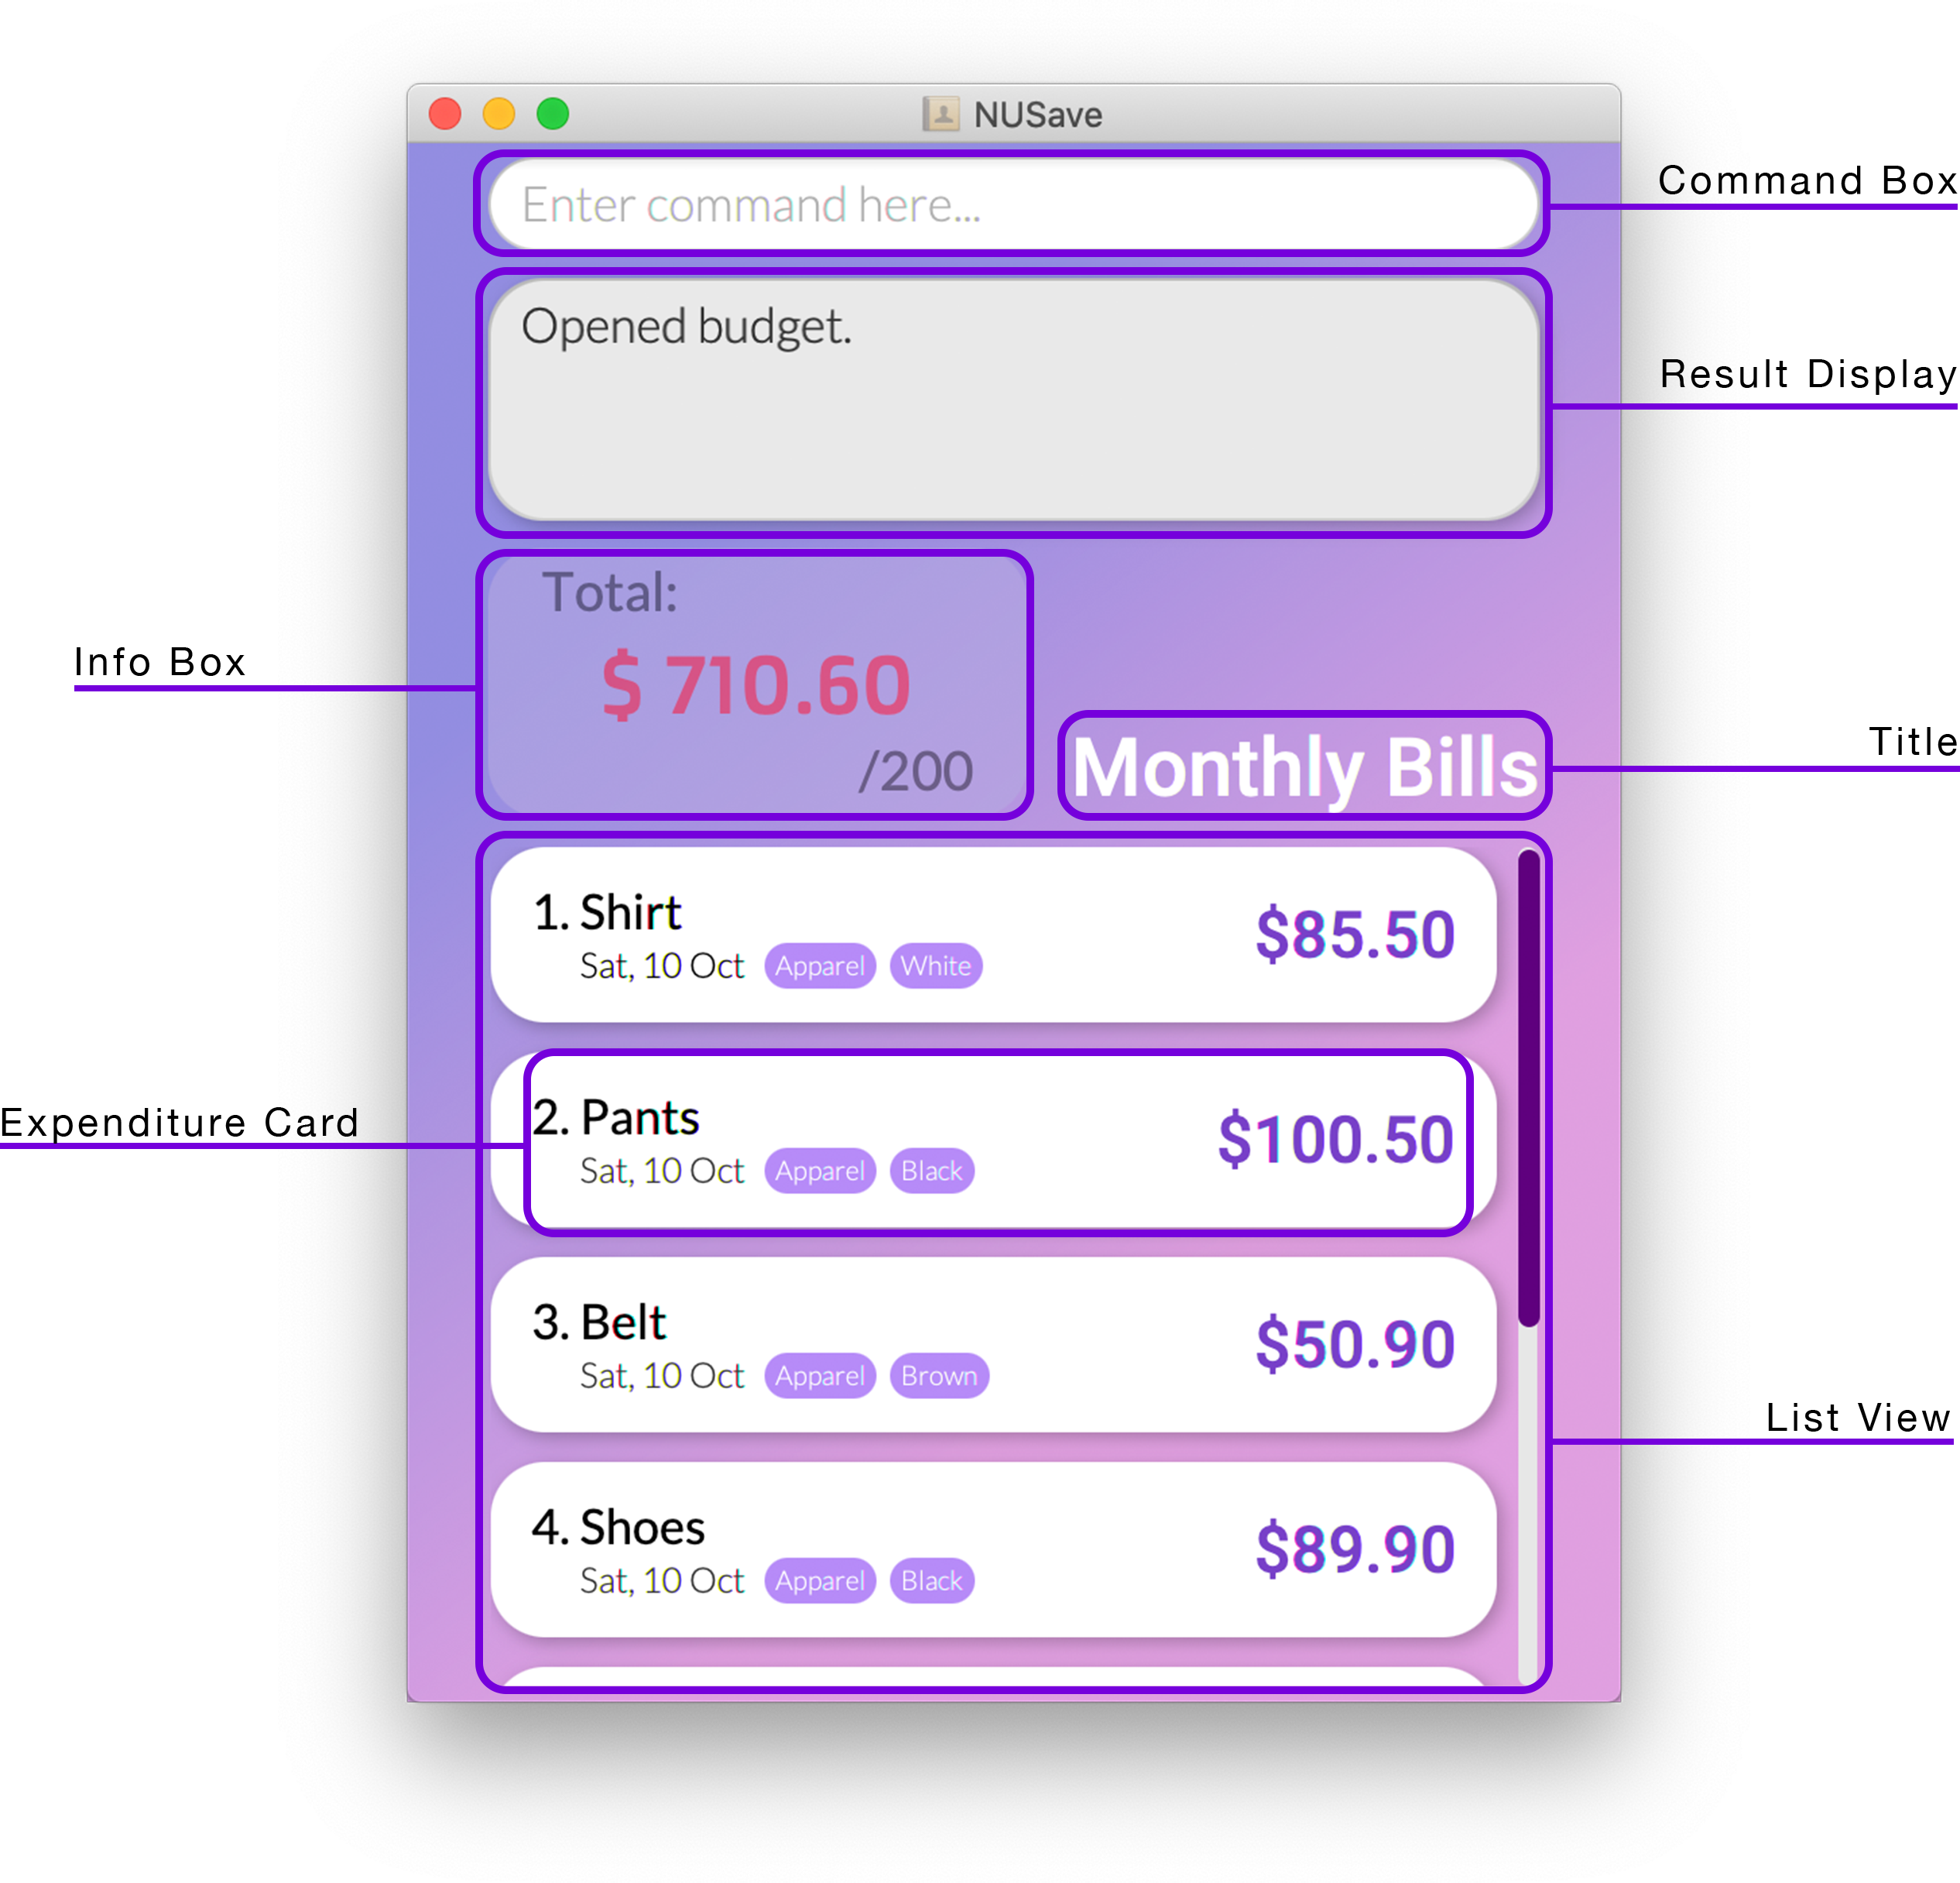 NUSave
Enter command here...
Command Box
Opened budget.
Result Display
Total:
$ 710.60
/200
Info Box
Monthly Bills
Title
1. Shirt
Sat, 10 Oct Apparel White
$85.50
2. Pants
Sat, 10 Oct Apparel Black
$100.50
Expenditure Card
3. Belt
Sat, 10 Oct Apparel Brown
$50.90
List View
4. Shoes
Sat, 10 Oct Apparel Black
$89.90